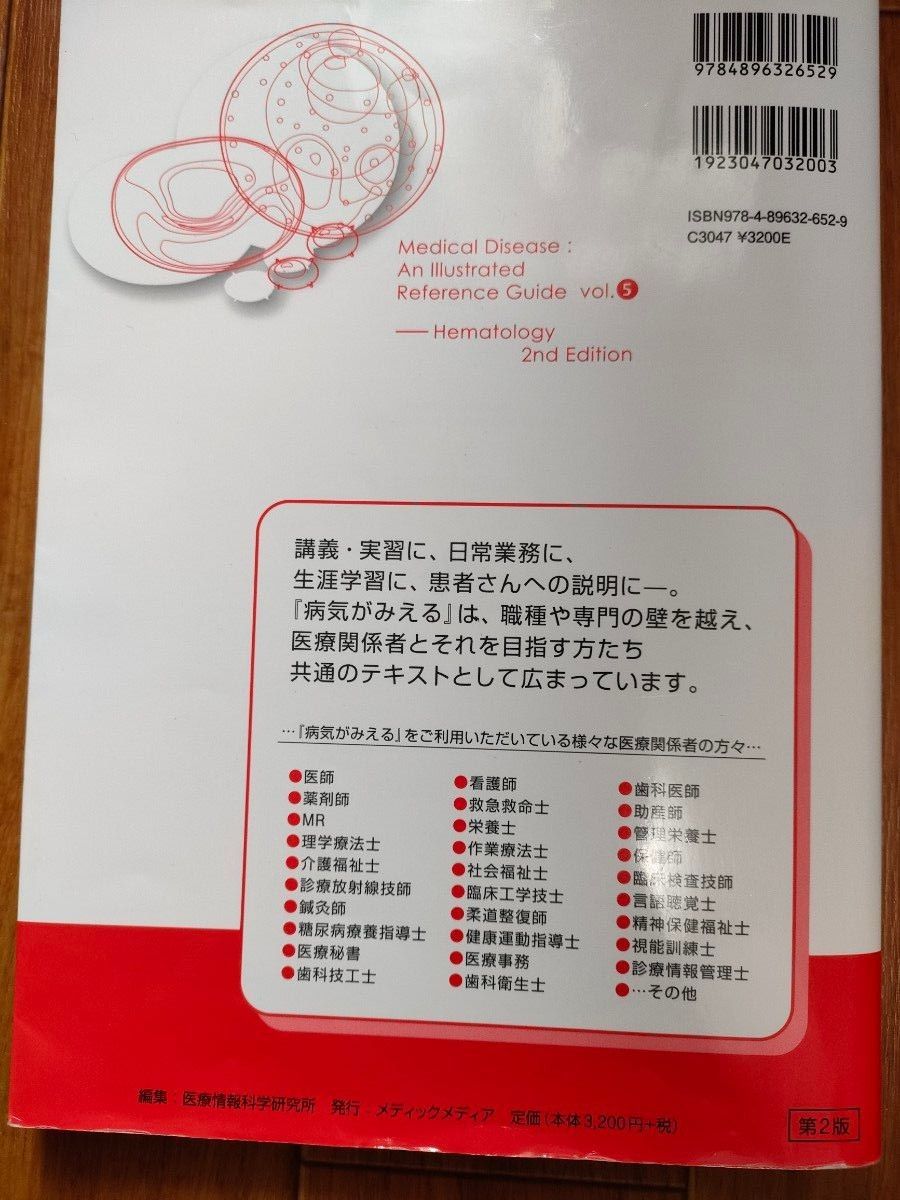 9784896326529
1923047032003
ISBN978-4-89632-652-9
C3047 ¥3200E
Medical Disease :
An Illustrated
Reference Guide vol.5
Hematology
2nd Edition
講義・実習に、日常業務に、
生涯学習に、患者さんへの説明に—。
『病気がみえる』は、職種や専門の壁を越え、
医療関係者とそれを目指す方たち
共通のテキストとして広まっています。
…『病気がみえる』をご利用いただいている様々な医療関係者の方々…
●医師
●薬剤師
●MR
●理学療法士
●介護福祉士
●診療放射線技師
●鍼灸師
●糖尿病療養指導士
●医療秘書
●歯科技工士
●看護師
●救急救命士
●栄養士
●作業療法士
●社会福祉士
●臨床工学技士
●柔道整復師
●健康運動指導士
●医療事務
●歯科衛生士
●歯科医師
●助産師
●管理栄養士
●保健師
●臨床検査技師
●言語聴覚士
●精神保健福祉士
●視能訓練士
●診療情報管理士
●…その他
編集 医療情報科学研究所 発行 メディックメディア 定価(本体3,200円+税)
第2版